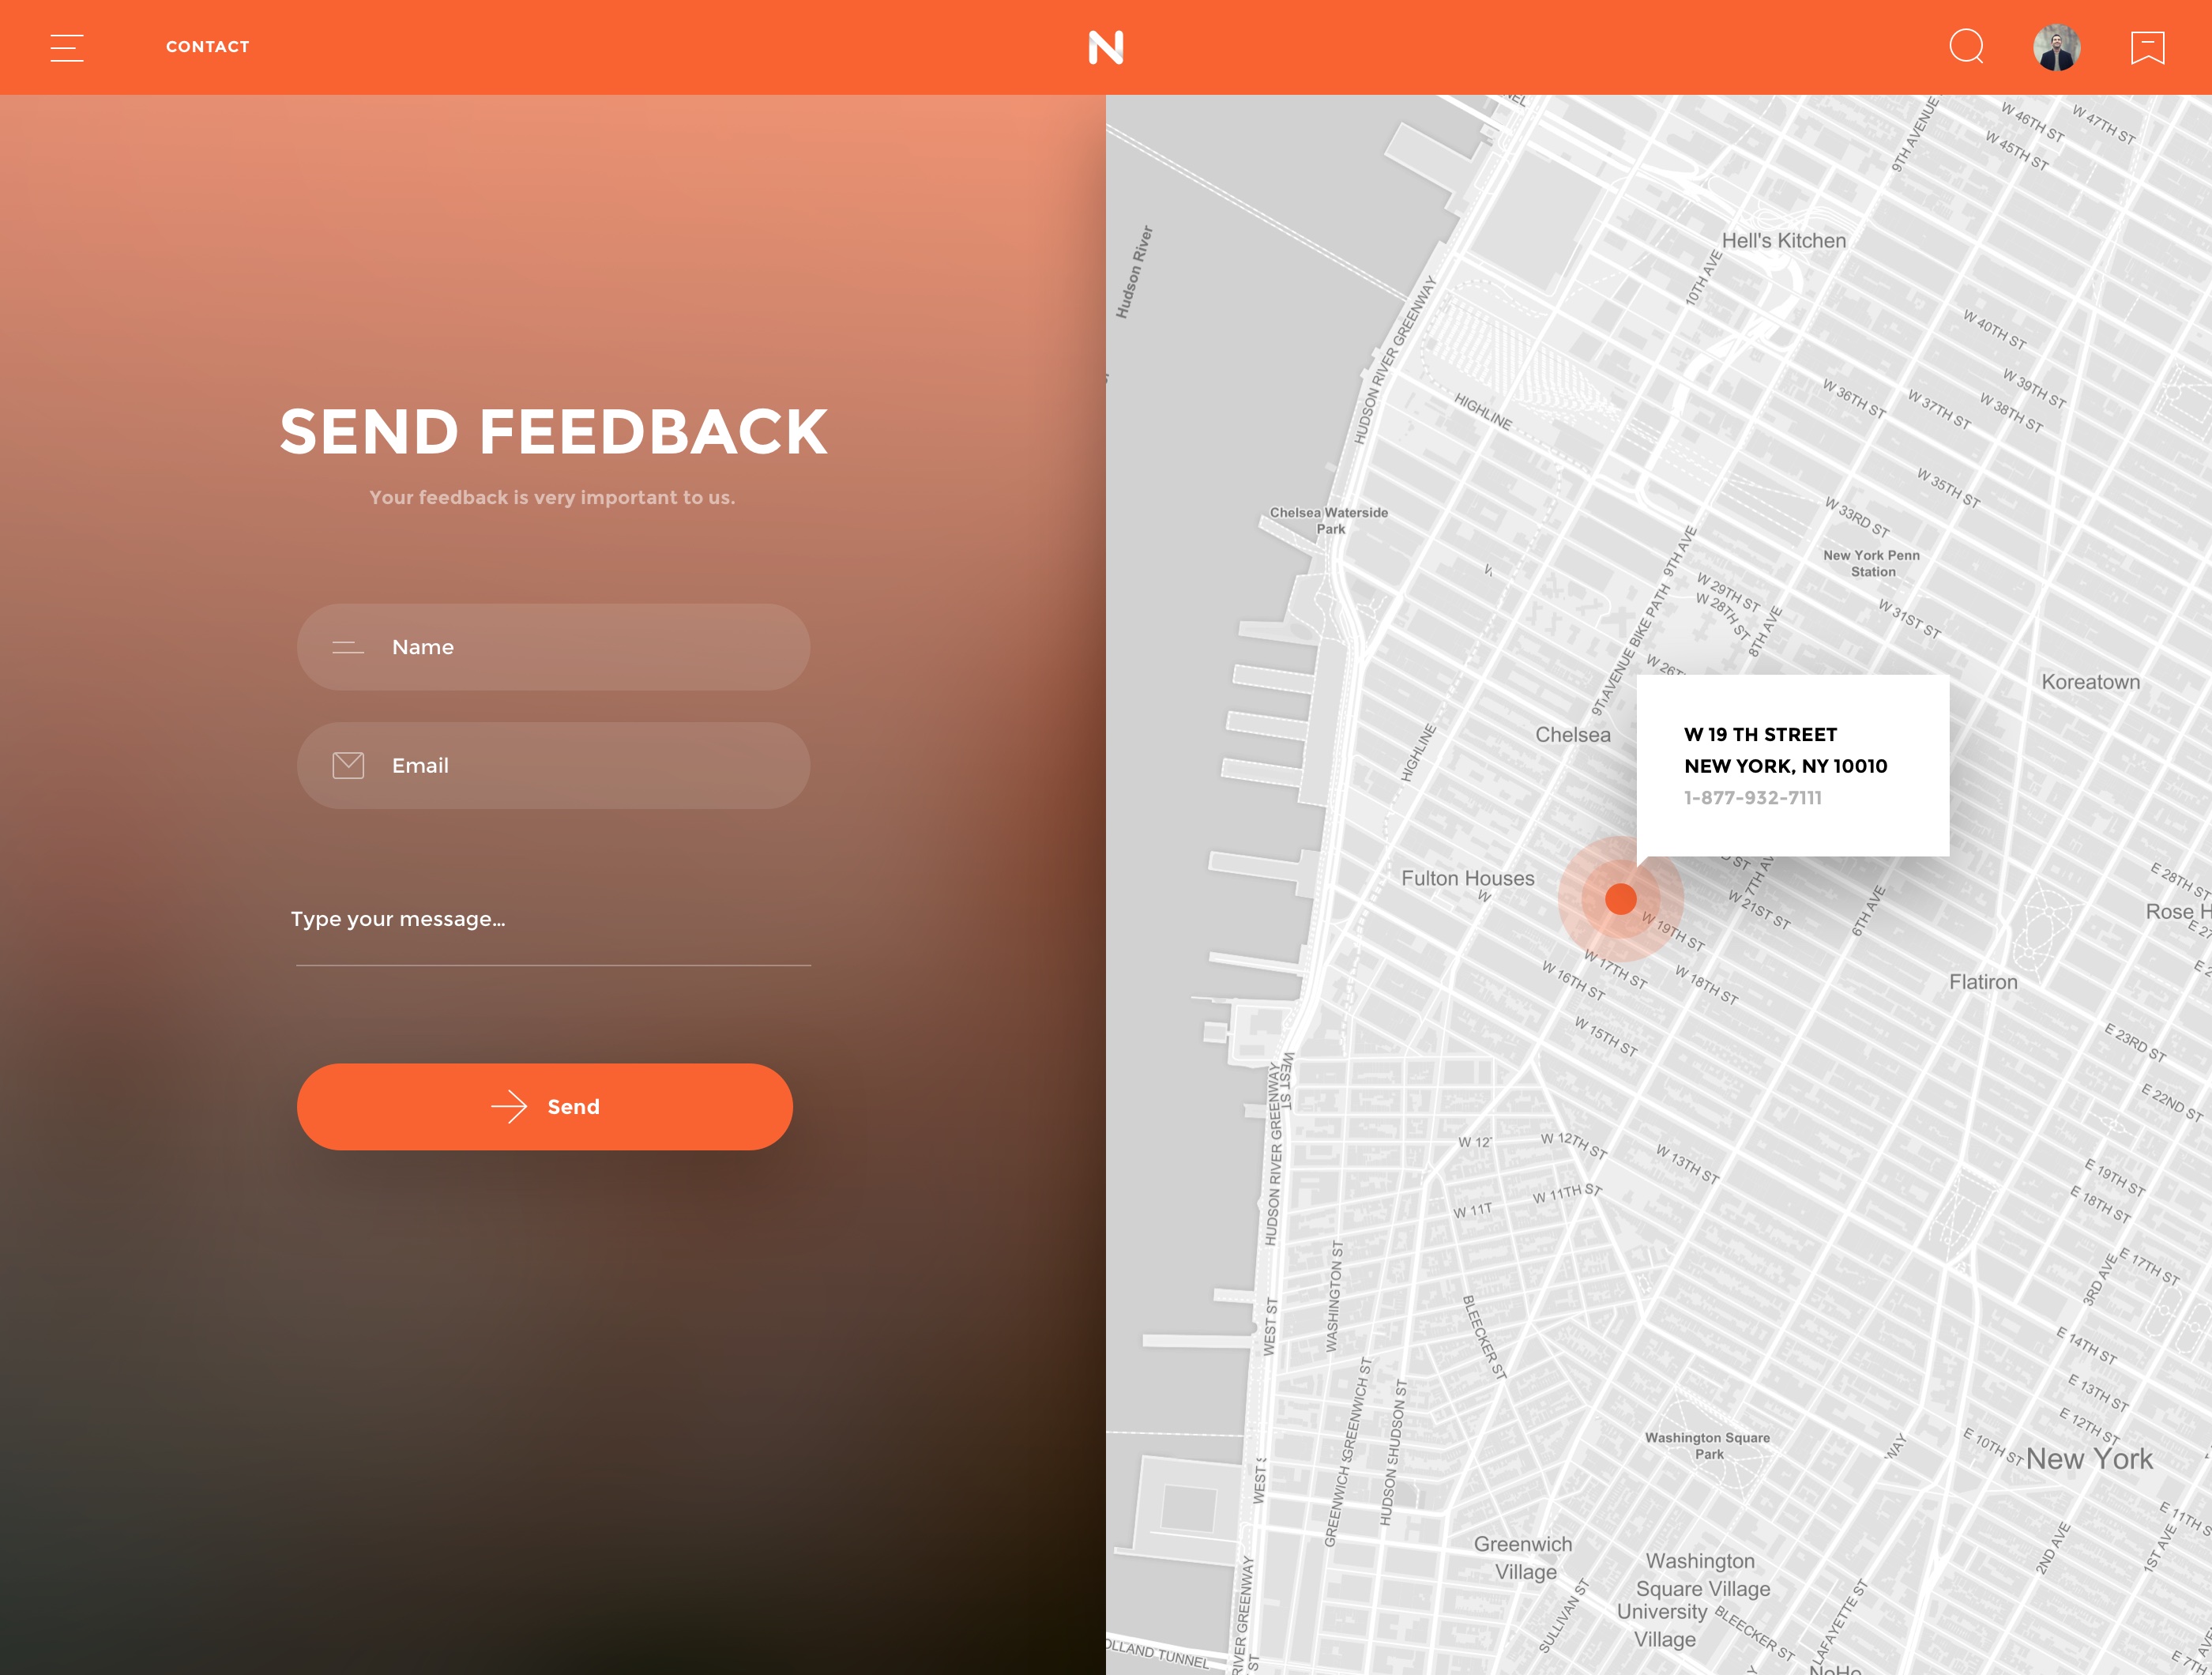 CONTACT
N
SEND FEEDBACK
Your feedback is very important to us.
Name
Email
Type your message...
Send
W 46TH ST
W 47TH ST
W 45TH ST
9TH AVENUE
Hudson River
Hell's Kitchen
10TH AVE
HUDSON RIVER GREENWAY
W 40TH ST
W 39TH ST
W 36TH ST
W 37TH ST
W 38TH ST
HIGHLINE
W 35TH ST
W 33RD ST
Chelsea Waterside
Park
New York Penn
Station
9TH AVE
AVENUE BIKE PATH
W 29TH ST
W 28TH ST
8TH AVE
W 31ST ST
Koreatown
Chelsea
HIGHLINE
W 19 TH STREET
NEW YORK, NY 10010
1-877-932-7111
Fulton Houses
7TH AV
W 21ST ST
6TH AVE
E 28TH ST
Rose H
W 19TH ST
W 17TH ST
W 16TH ST
W 18TH ST
Flatiron
W 15TH ST
E 23RD ST
WEST ST
HUDSON RIVER GREENWAY
E 22ND ST
W 12
W 12TH ST
W 13TH ST
W 11T
W 11TH ST
E 19TH ST
E 18TH ST
E 17TH ST
3RD AVE
WASHINGTON ST
WEST ST
BLEECKER ST
E 14TH ST
E 13TH ST
E 12TH ST
GREENWICH ST
HUDSON ST
Washington Square
Park
E 10TH ST
New York
WEST S
GREENWICH S
HUDSON S
WAY
E 11TH S
Greenwich
Village
Washington
Square Village
University
Village
2ND AVE
1ST AVE
SULLIVAN ST
BLEECKER ST
LAFAYETTE ST
RIVER GREENWAY
ST
OLLAND TUNNEL
NoHo
E 7TH